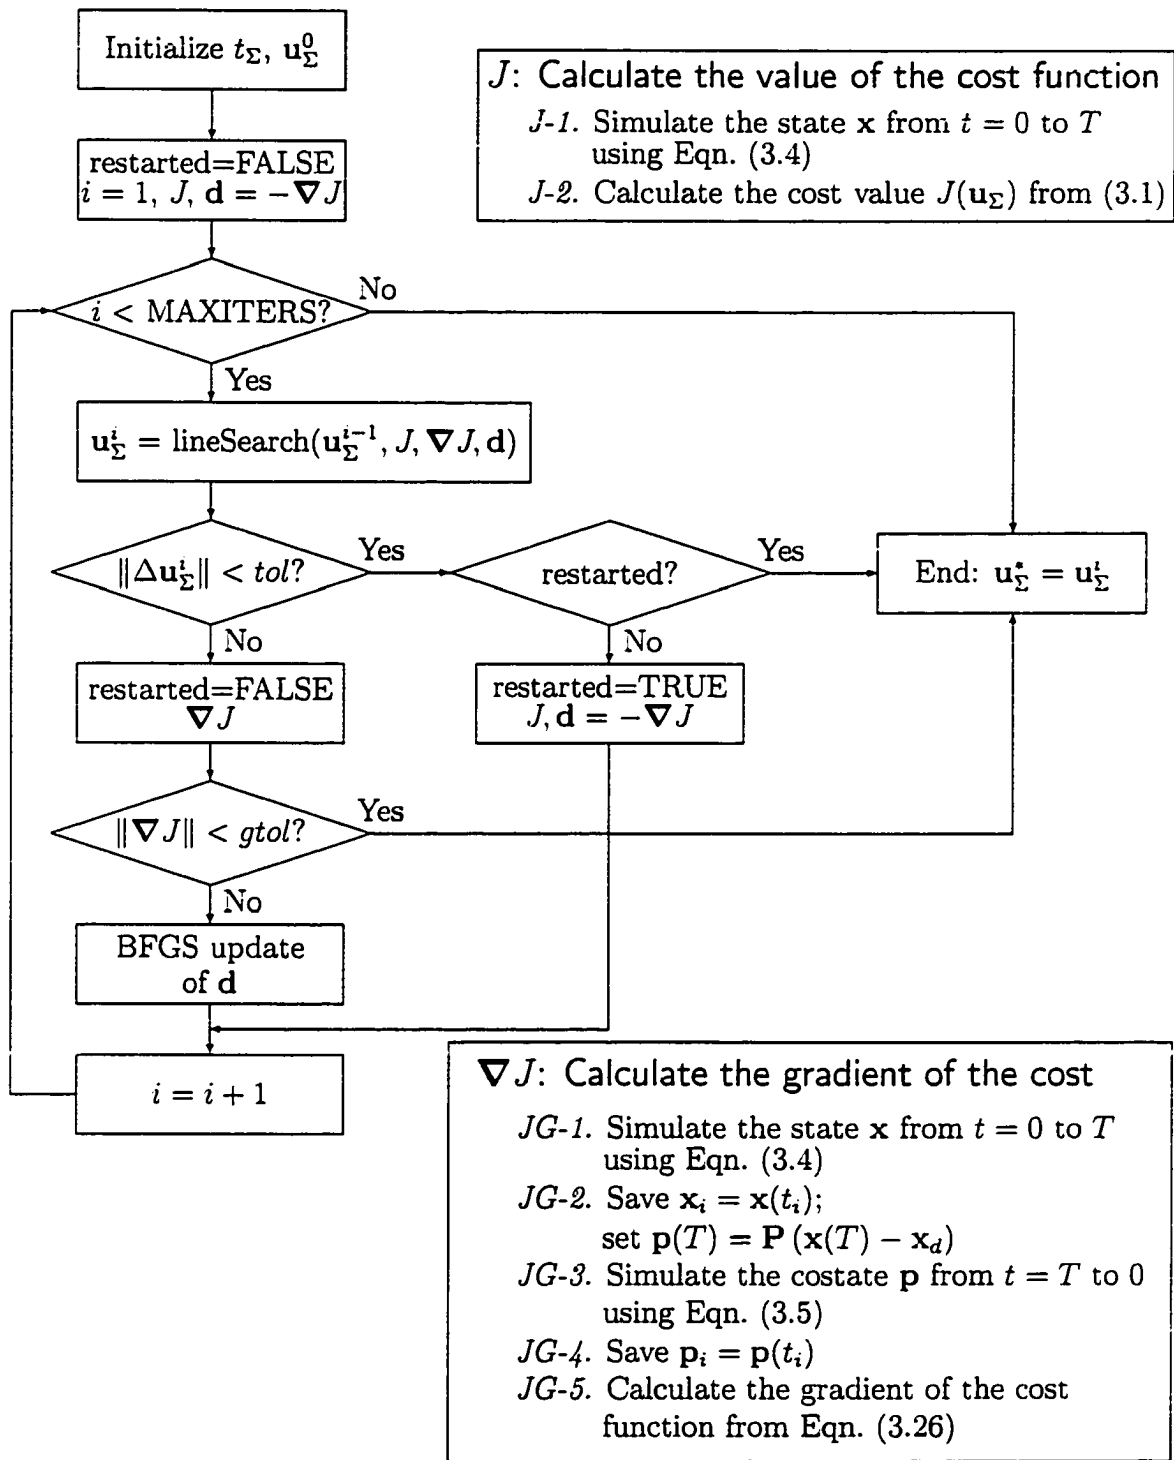 Initialize t_Σ, u_Σ^0
restarted=FALSE
i = 1, J, d = −∇J
i < MAXITERS?
No
Yes
u_Σ^i = lineSearch(u_Σ^{i−1}, J, ∇J, d)
‖Δu_Σ^i‖ < tol?
Yes
restarted?
Yes
End: u_Σ^* = u_Σ^i
No
restarted=FALSE
∇J
No
restarted=TRUE
J, d = −∇J
‖∇J‖ < gtol?
Yes
No
BFGS update
of d
i = i + 1
J: Calculate the value of the cost function
J-1. Simulate the state x from t = 0 to T
using Eqn. (3.4)
J-2. Calculate the cost value J(u_Σ) from (3.1)
∇J: Calculate the gradient of the cost
JG-1. Simulate the state x from t = 0 to T
using Eqn. (3.4)
JG-2. Save x_i = x(t_i);
set p(T) = P (x(T) − x_d)
JG-3. Simulate the costate p from t = T to 0
using Eqn. (3.5)
JG-4. Save p_i = p(t_i)
JG-5. Calculate the gradient of the cost
function from Eqn. (3.26)